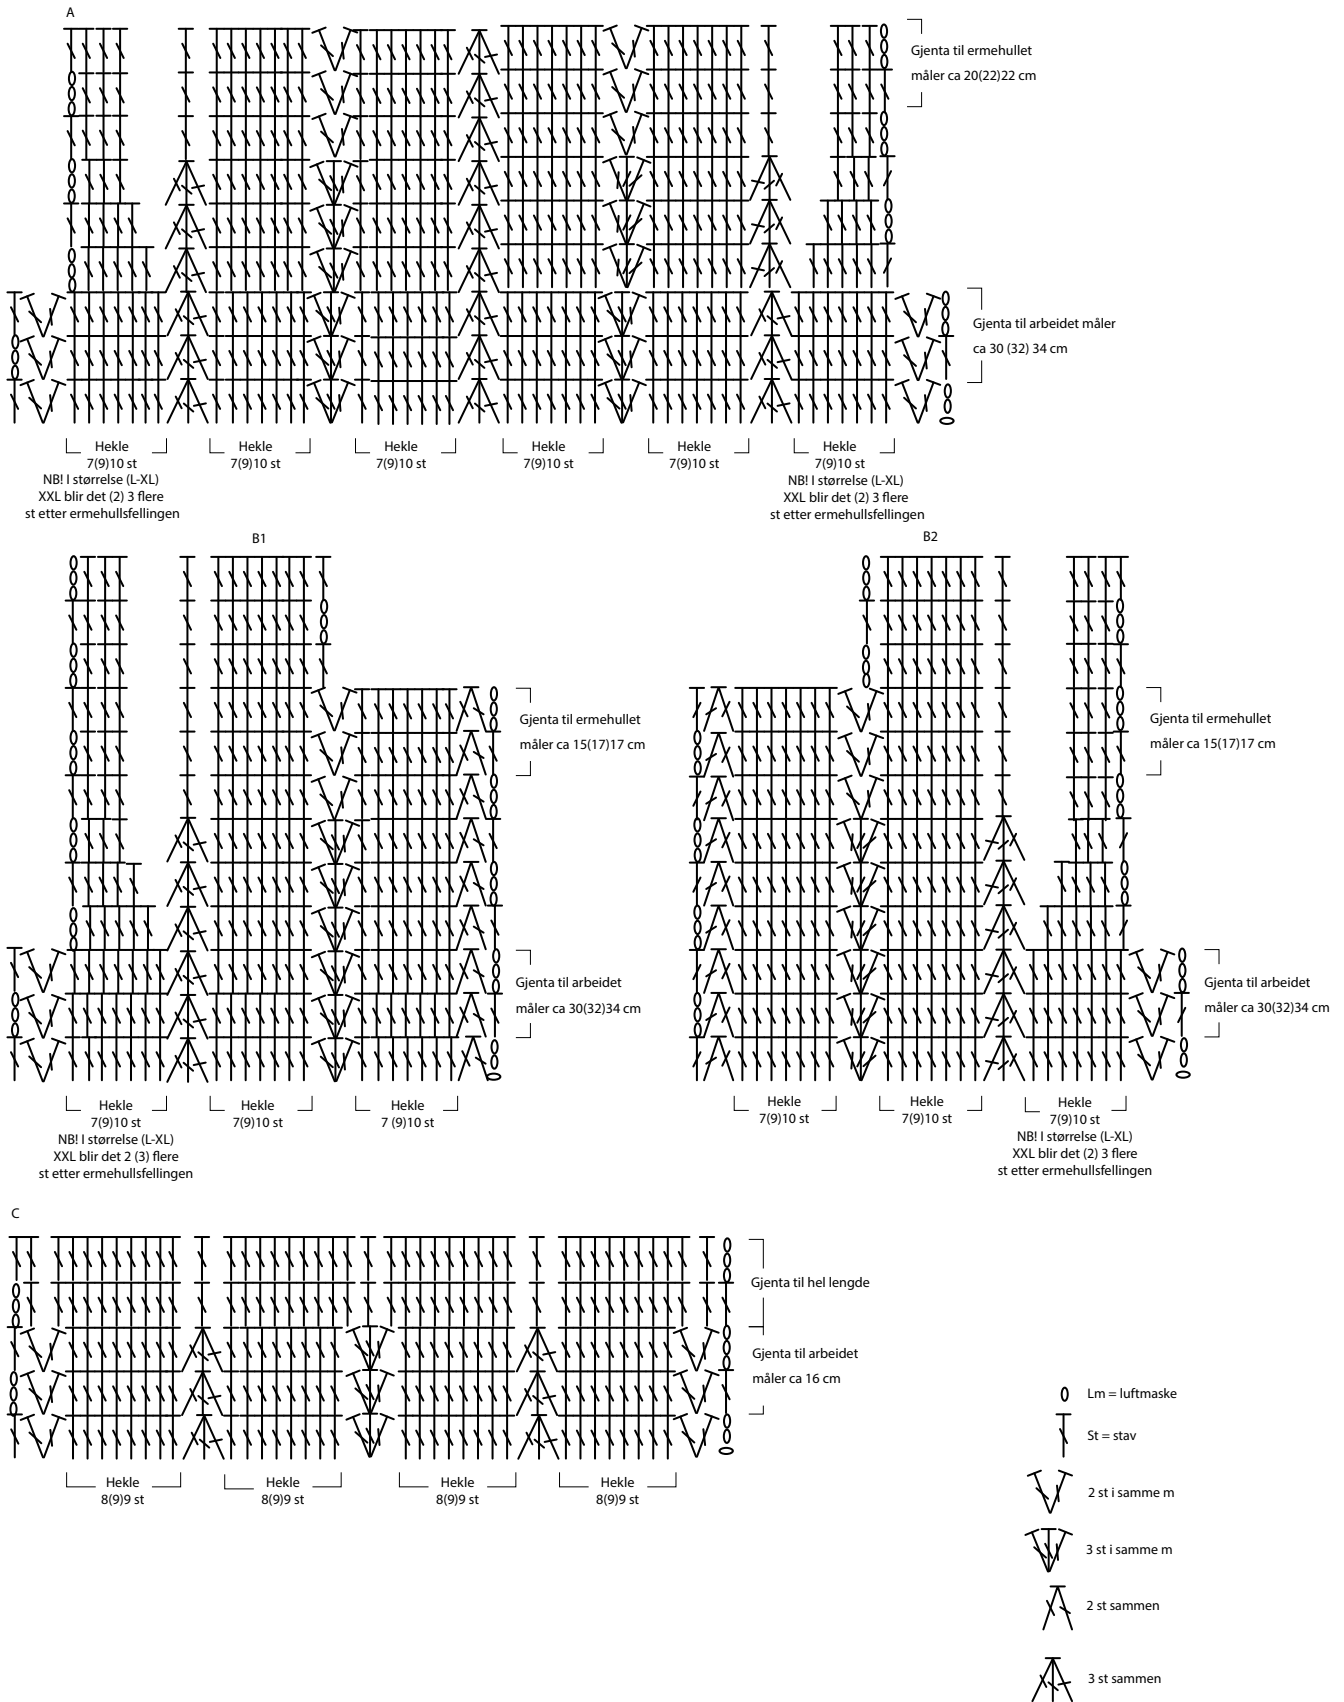 A
Gjenta til ermehullet
måler ca 20(22)22 cm
Gjenta til arbeidet måler
ca 30 (32) 34 cm
Hekle
7(9)10 st
NB! I størrelse (L-XL)
XXL blir det (2) 3 flere
st etter ermehullsfellingen
Hekle
7(9)10 st
Hekle
7(9)10 st
Hekle
7(9)10 st
Hekle
7(9)10 st
Hekle
7(9)10 st
NB! I størrelse (L-XL)
XXL blir det (2) 3 flere
st etter ermehullsfellingen
B1
Gjenta til ermehullet
måler ca 15(17)17 cm
Gjenta til arbeidet
måler ca 30(32)34 cm
Hekle
7(9)10 st
NB! I størrelse (L-XL)
XXL blir det 2 (3) flere
st etter ermehullsfellingen
Hekle
7(9)10 st
Hekle
7 (9)10 st
B2
Gjenta til ermehullet
måler ca 15(17)17 cm
Gjenta til arbeidet
måler ca 30(32)34 cm
Hekle
7(9)10 st
Hekle
7(9)10 st
Hekle
7(9)10 st
NB! I størrelse (L-XL)
XXL blir det (2) 3 flere
st etter ermehullsfellingen
C
Gjenta til hel lengde
Gjenta til arbeidet
måler ca 16 cm
Hekle
8(9)9 st
Hekle
8(9)9 st
Hekle
8(9)9 st
Hekle
8(9)9 st
Lm = luftmaske
St = stav
2 st i samme m
3 st i samme m
2 st sammen
3 st sammen